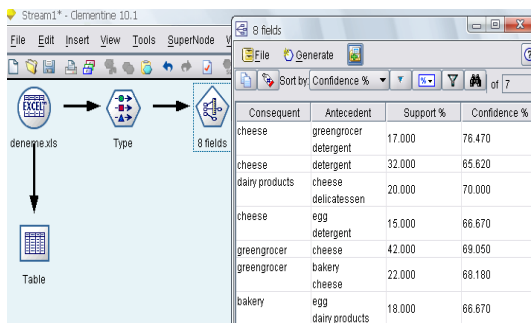 Stream1* - Clementine 10.1
File Edit Insert View Tools SuperNode
EXCEL
deneme.xls
Type
8 fields
Table
8 fields
File Generate
Sort by: Confidence % of 7
Consequent Antecedent Support % Confidence %
cheese greengrocer
detergent 17.000 76.470
cheese detergent 32.000 65.620
dairy products cheese
delicatessen 20.000 70.000
cheese egg
detergent 15.000 66.670
greengrocer cheese 42.000 69.050
greengrocer bakery
cheese 22.000 68.180
bakery egg
dairy products 18.000 66.670